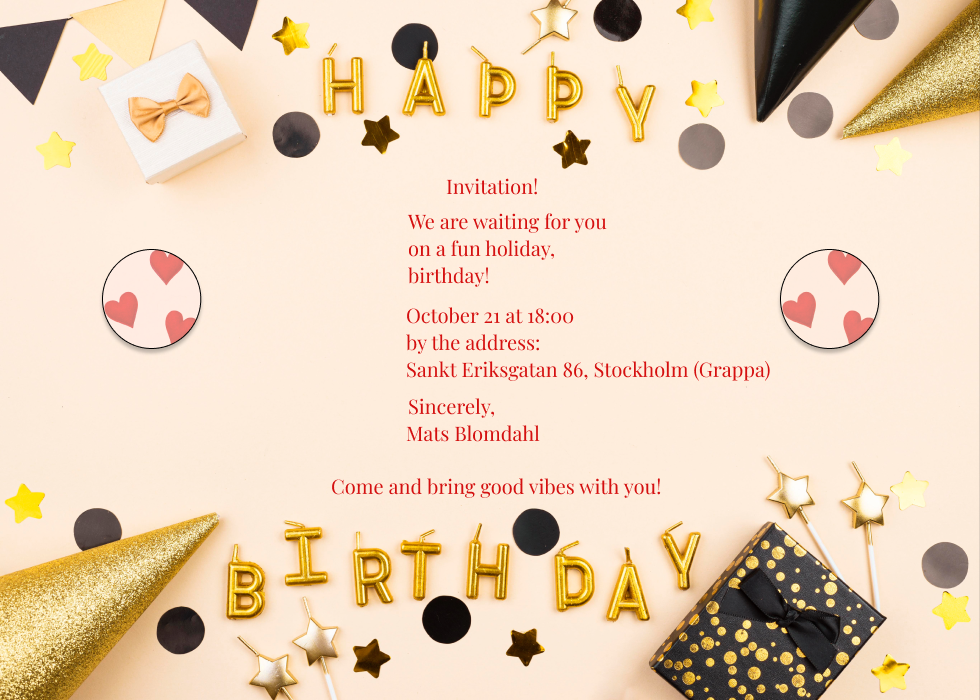 HAPPY
Invitation!
We are waiting for you
on a fun holiday,
birthday!
October 21 at 18:00
by the address:
Sankt Eriksgatan 86, Stockholm (Grappa)
Sincerely,
Mats Blomdahl
Come and bring good vibes with you!
BIRTHDAY